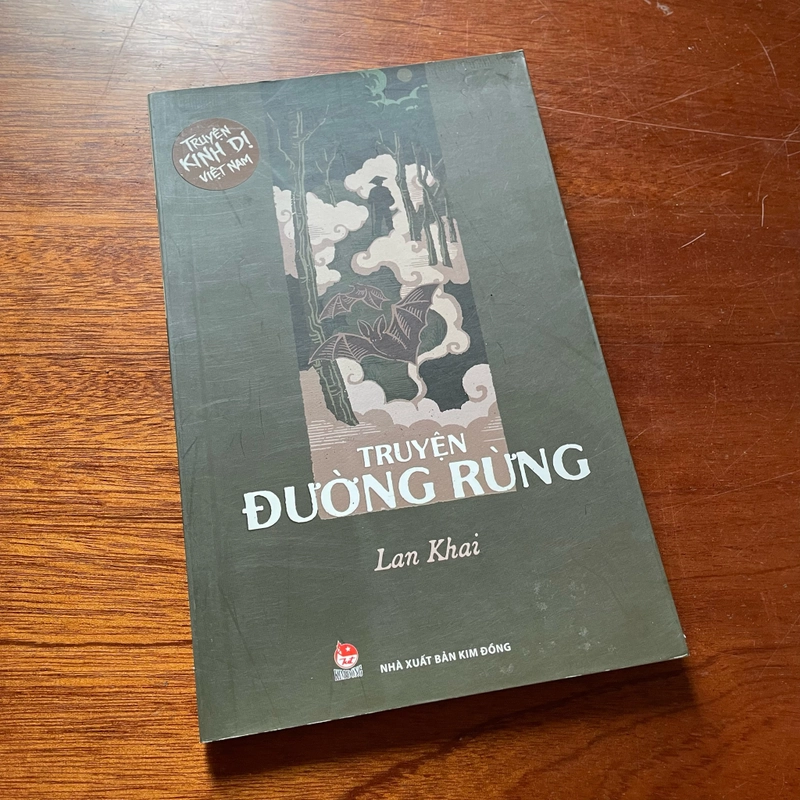 TRUYỆN
KINH DỊ
VIỆT NAM
TRUYỆN
ĐƯỜNG RỪNG
Lan Khai
NHÀ XUẤT BẢN KIM ĐỒNG